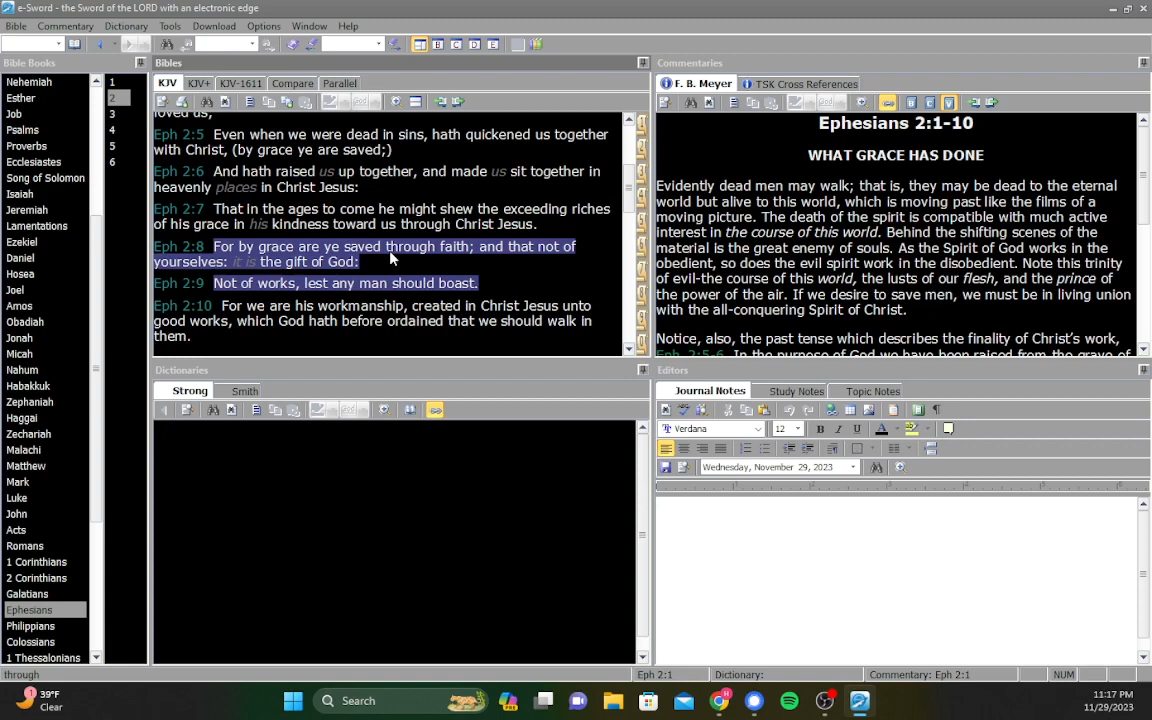 e-Sword - the Sword of the LORD with an electronic edge
Bible Commentary Dictionary Tools Download Options Window Help
B C D E
Bible Books
Nehemiah
Esther
Job
Psalms
Proverbs
Ecclesiastes
Song of Solomon
Isaiah
Jeremiah
Lamentations
Ezekiel
Daniel
Hosea
Joel
Amos
Obadiah
Jonah
Micah
Nahum
Habakkuk
Zephaniah
Haggai
Zechariah
Malachi
Matthew
Mark
Luke
John
Acts
Romans
1 Corinthians
2 Corinthians
Galatians
Ephesians
Philippians
Colossians
1 Thessalonians
1
2
3
4
5
6
Bibles
KJV KJV+ KJV-1611 Compare Parallel
loved us,
Eph 2:5 Even when we were dead in sins, hath quickened us together
with Christ, (by grace ye are saved;)
Eph 2:6 And hath raised us up together, and made us sit together in
heavenly places in Christ Jesus:
Eph 2:7 That in the ages to come he might shew the exceeding riches
of his grace in his kindness toward us through Christ Jesus.
Eph 2:8 For by grace are ye saved through faith; and that not of
yourselves: it is the gift of God:
Eph 2:9 Not of works, lest any man should boast.
Eph 2:10 For we are his workmanship, created in Christ Jesus unto
good works, which God hath before ordained that we should walk in
them.
Commentaries
F. B. Meyer TSK Cross References
B C V
Ephesians 2:1-10
WHAT GRACE HAS DONE
Evidently dead men may walk; that is, they may be dead to the eternal
world but alive to this world, which is moving past like the films of a
moving picture. The death of the spirit is compatible with much active
interest in the course of this world. Behind the shifting scenes of the
material is the great enemy of souls. As the Spirit of God works in the
obedient, so does the evil spirit work in the disobedient. Note this trinity
of evil-the course of this world, the lusts of our flesh, and the prince of
the power of the air. If we desire to save men, we must be in living union
with the all-conquering Spirit of Christ.
Notice, also, the past tense which describes the finality of Christ's work,
Eph 2:5-6. In the purpose of God we have been raised from the grave of
Dictionaries
Strong Smith
Editors
Journal Notes Study Notes Topic Notes
Verdana 12 B I U A
Wednesday, November 29, 2023
through Eph 2:1 Dictionary: Commentary: Eph 2:1 NUM
1 39°F
Clear
Search
11:17 PM
11/29/2023